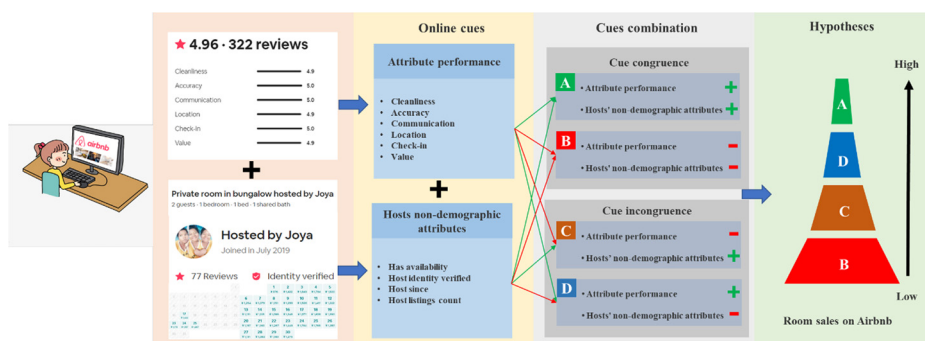 airbnb
★ 4.96 · 322 reviews
Cleanliness 4.9
Accuracy 5.0
Communication 5.0
Location 4.9
Check-in 5.0
Value 4.9
+
Private room in bungalow hosted by Joya
2 guests · 1 bedroom · 1 bed · 1 shared bath
Hosted by Joya
Joined in July 2019
★ 77 Reviews Identity verified
Online cues
Attribute performance
• Cleanliness
• Accuracy
• Communication
• Location
• Check-in
• Value
+
Hosts non-demographic
attributes
• Has availability
• Host identity verified
• Host since
• Host listings count
Cues combination
Cue congruence
A
• Attribute performance +
• Hosts' non-demographic attributes +
B
• Attribute performance -
• Hosts' non-demographic attributes -
Cue incongruence
C
• Attribute performance -
• Hosts' non-demographic attributes +
D
• Attribute performance +
• Hosts' non-demographic attributes -
Hypotheses
High
A
D
C
B
Low
Room sales on Airbnb